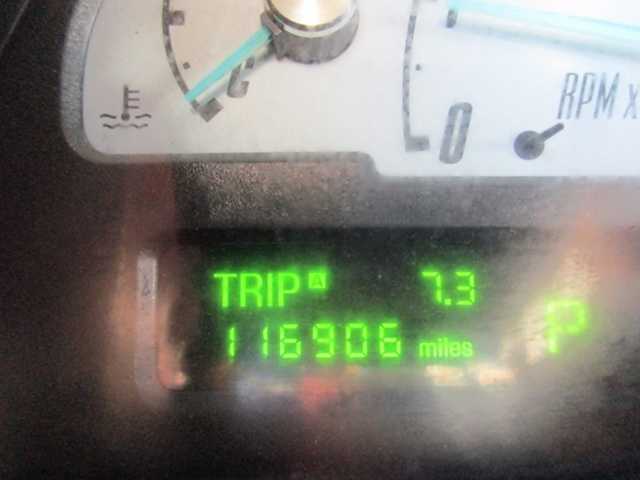 C
0
RPM x
TRIP A 7.3
116906 miles
P